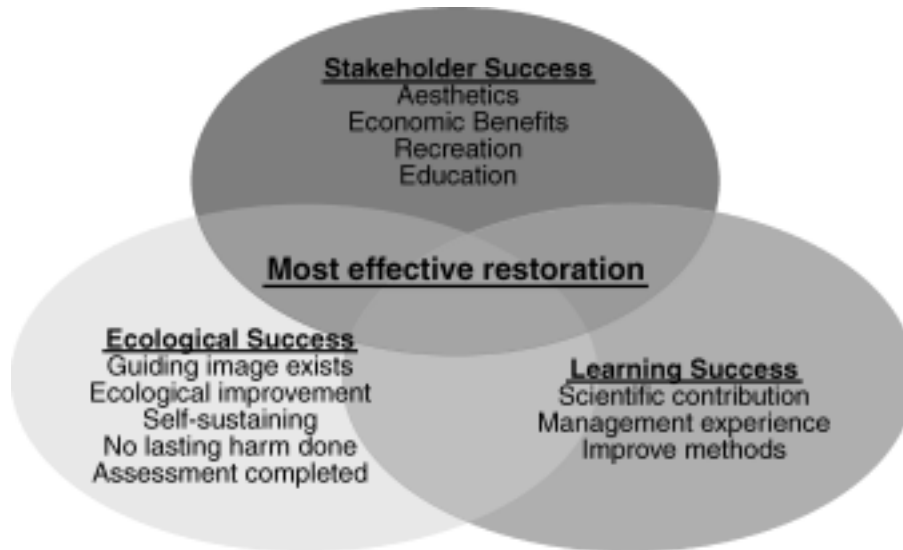 Stakeholder Success
Aesthetics
Economic Benefits
Recreation
Education
Most effective restoration
Ecological Success
Guiding image exists
Ecological improvement
Self-sustaining
No lasting harm done
Assessment completed
Learning Success
Scientific contribution
Management experience
Improve methods